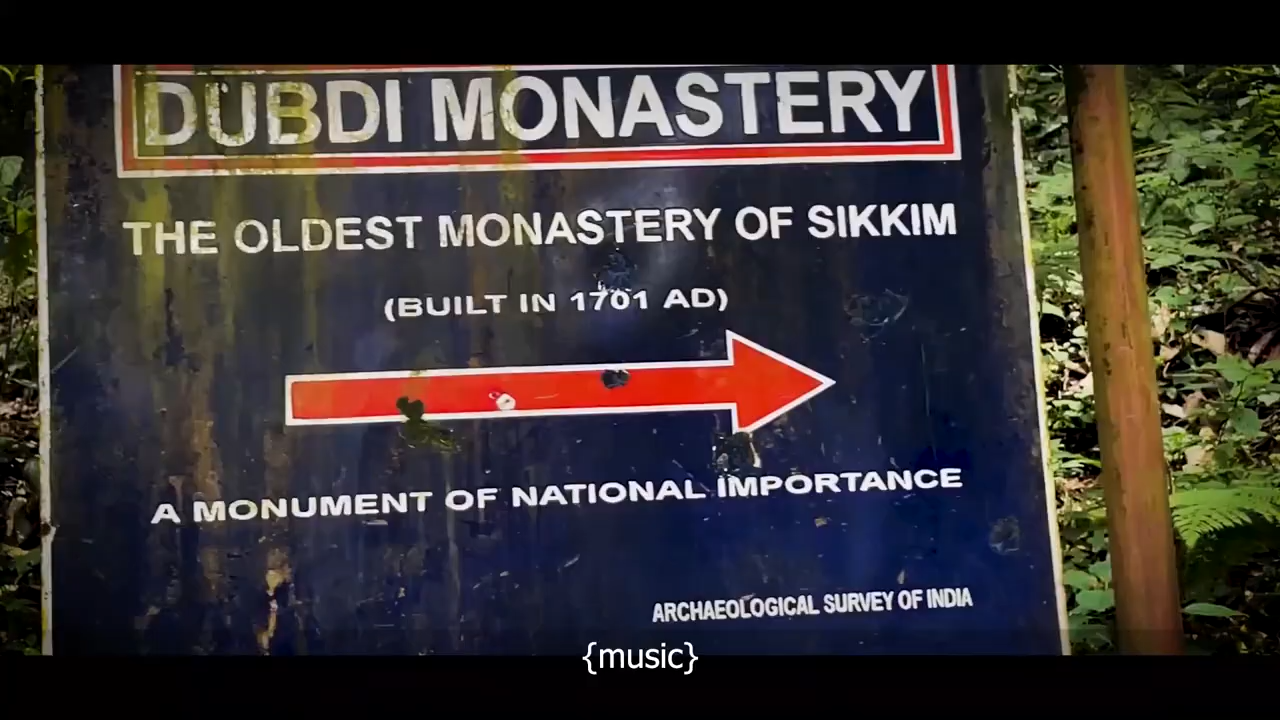 DUBDI MONASTERY
THE OLDEST MONASTERY OF SIKKIM
(BUILT IN 1701 AD)
A MONUMENT OF NATIONAL IMPORTANCE
ARCHAEOLOGICAL SURVEY OF INDIA
{music}